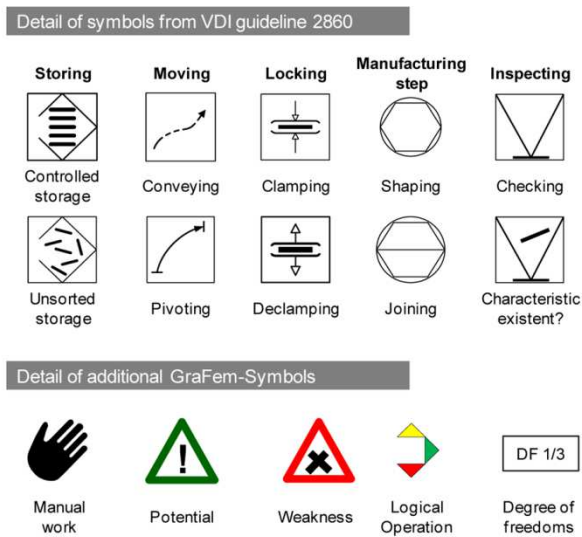 Detail of symbols from VDI guideline 2860
Storing
Moving
Locking
Manufacturing
step
Inspecting
Controlled
storage
Conveying
Clamping
Shaping
Checking
Unsorted
storage
Pivoting
Declamping
Joining
Characteristic
existent?
Detail of additional GraFem-Symbols
!
DF 1/3
Manual
work
Potential
Weakness
Logical
Operation
Degree of
freedoms